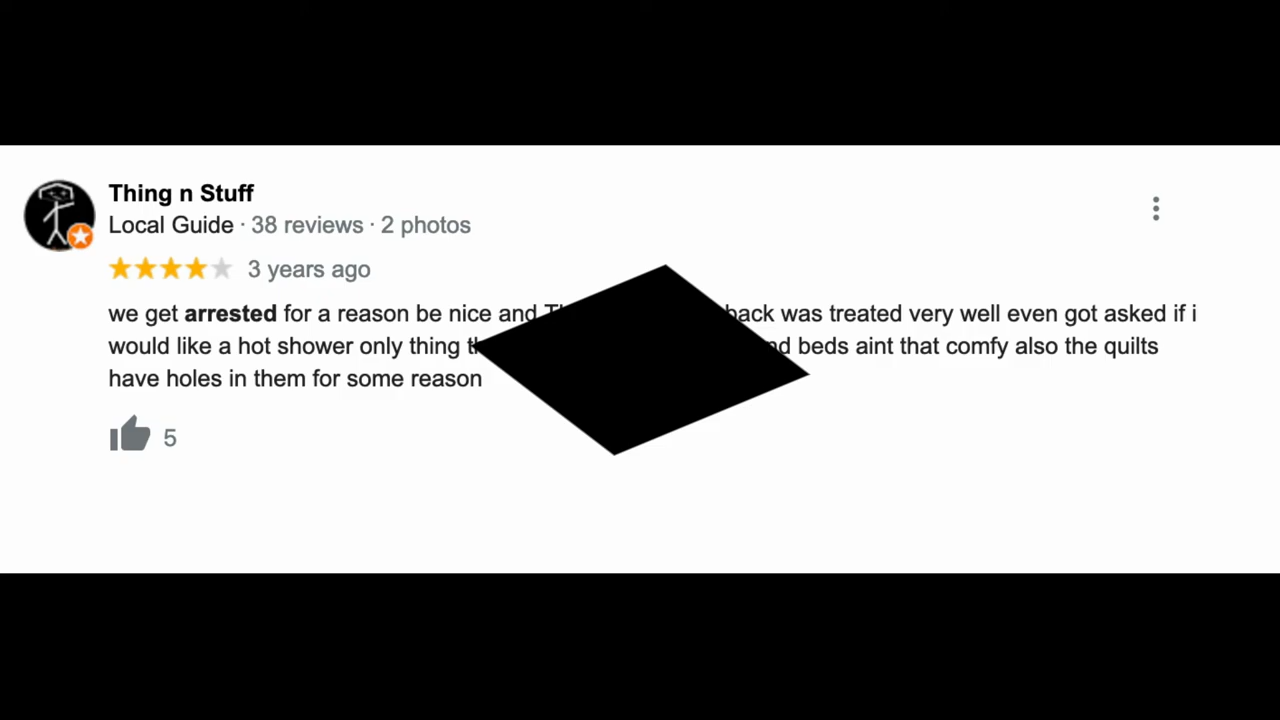 Thing n Stuff
Local Guide · 38 reviews · 2 photos
3 years ago
we get arrested for a reason be nice and was treated very well even got asked if i
would like a hot shower only thing beds aint that comfy also the quilts
have holes in them for some reason
5